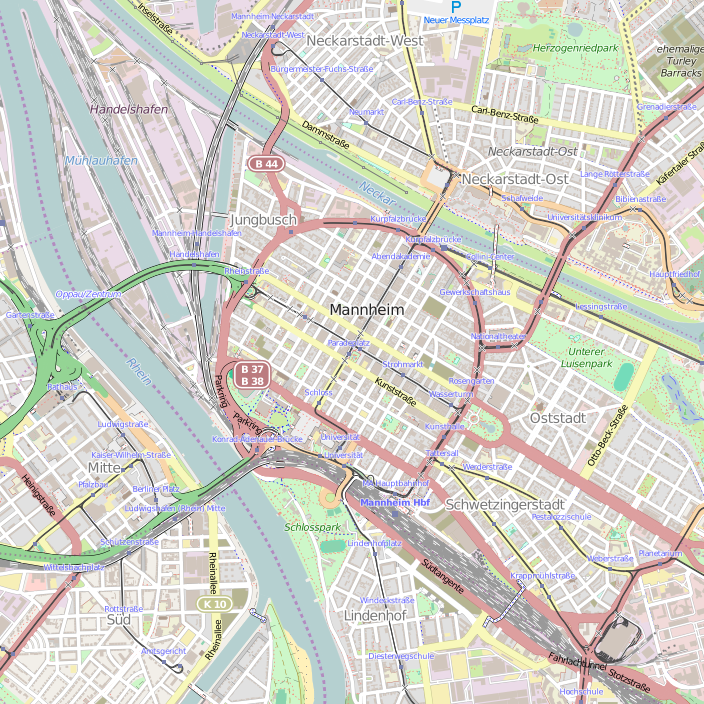 Inselstraße
Mannheim-Neckarstadt
P
Neuer Messplatz
Neckarstadt-West
Neckarstadt-West
Herzogenriedpark
ehemalige
Turley
Barracks
Bürgermeister-Fuchs-Straße
Handelshafen
Neumarkt
Carl-Benz-Straße
Carl-Benz-Straße
Grenadierstraße
Dammstraße
Mühlauhafen
B 44
Neckarstadt-Ost
Neckarstadt-Ost
Lange Rötterstraße
Käfertaler Straße
Neckar
Schafweide
Bibienastraße
Jungbusch
Kurpfalzbrücke
Universitätsklinikum
Mannheim-Handelshafen
Kurpfalzbrücke
Handelshafen
Abendakademie
Collini-Center
Rheinstraße
Hauptfriedhof
Oppau/Zentrum
Gewerkschaftshaus
Gartenstraße
Mannheim
Lessingstraße
Nationaltheater
Paradeplatz
Unterer
Luisenpark
Rhein
B 37
B 38
Strohmarkt
Rathaus
Parkring
Schloss
Kunststraße
Rosengarten
Wasserturm
Parkring
Oststadt
Otto-Beck-Straße
Ludwigstraße
Kunsthalle
Konrad-Adenauer-Brücke
Universität
Universität
Kaiser-Wilhelm-Straße
Tattersall
Mitte
Werderstraße
Heinigstraße
Pfalzbau
Berliner Platz
MA Hauptbahnhof
Mannheim Hbf
Ludwigshafen (Rhein) Mitte
Schwetzingerstadt
Pestalozzischule
Schlosspark
Schützenstraße
Lindenhofplatz
Planetarium
Weberstraße
Wittelsbachplatz
Rheinallee
Südtangente
Krappmühlstraße
K 10
Windeckstraße
Rottstraße
Süd
Lindenhof
Rheinallee
Amtsgericht
Diesterwegschule
Fahrlachtunnel
Stotzstraße
Hochschule